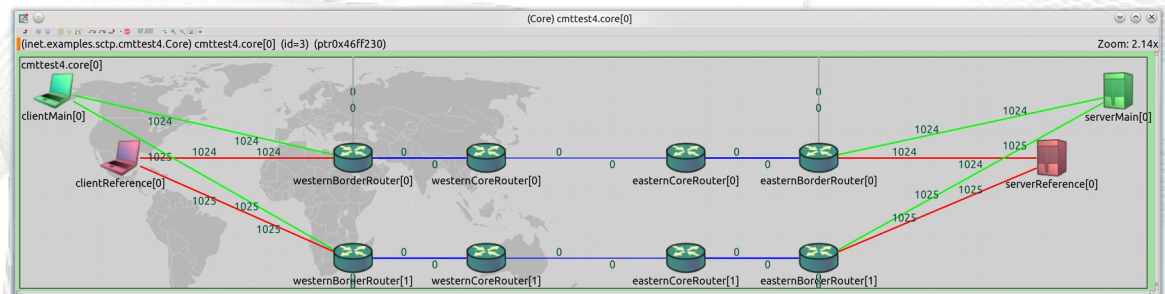 (Core) cmttest4.core[0]
(inet.examples.sctp.cmttest4.Core) cmttest4.core[0] (id=3) (ptr0x46ff230)
Zoom: 2.14x
cmttest4.core[0]
0
0
0
0
clientMain[0]
1024
1024
1024
1024
serverMain[0]
1025
1024
1024
0
0
0
0
0
0
1024
1024
1025
clientReference[0]
westernBorderRouter[0]
westernCoreRouter[0]
easternCoreRouter[0]
easternBorderRouter[0]
serverReference[0]
1025
1025
1025
1025
1025
1025
0
0
0
0
0
0
westernBorderRouter[1]
westernCoreRouter[1]
easternCoreRouter[1]
easternBorderRouter[1]